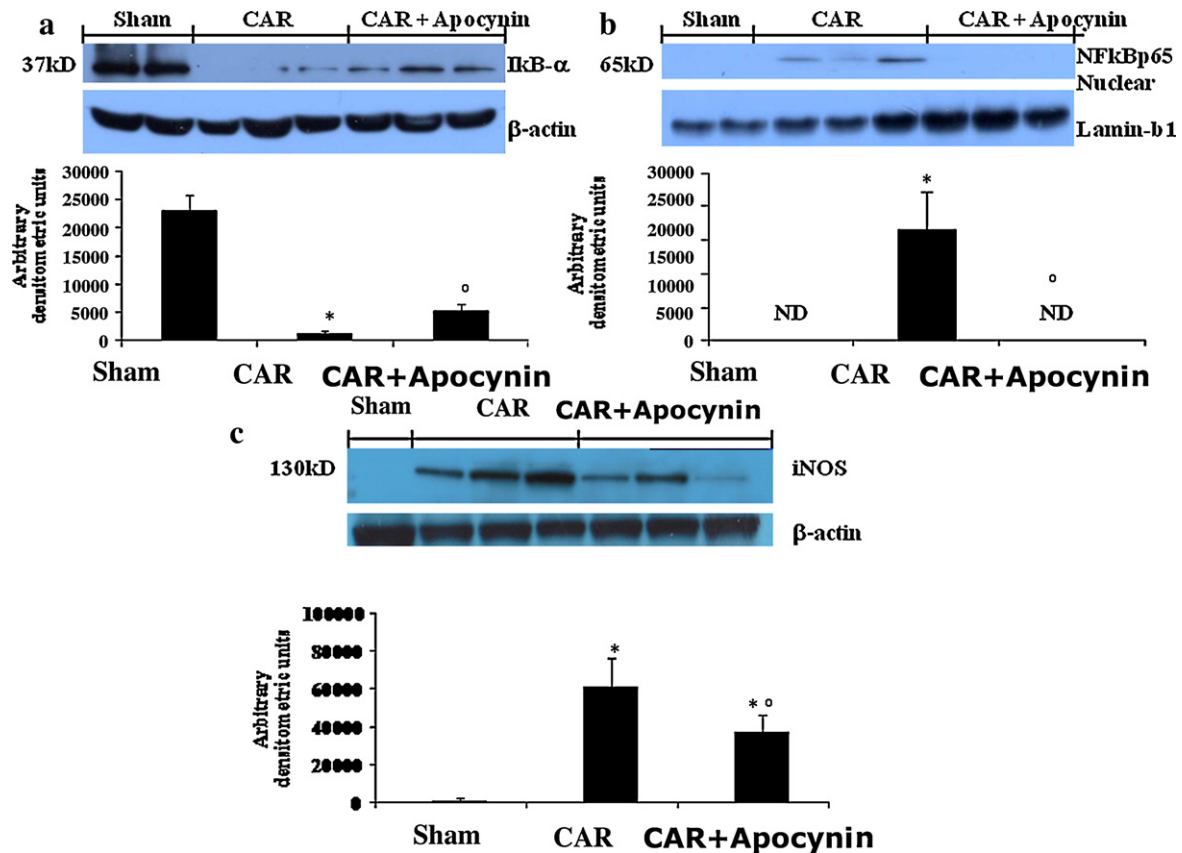 a
Sham CAR CAR + Apocynin
37kD IkB-α
β-actin
Arbitrary
densitometric units
30000
25000
20000
15000
10000
5000
0
*
o
Sham CAR CAR+Apocynin
b
Sham CAR CAR + Apocynin
65kD NFkBp65
Nuclear
Lamin-b1
Arbitrary
densitometric units
30000
25000
20000
15000
10000
5000
0
ND
*
o
ND
Sham CAR CAR+Apocynin
c
Sham CAR CAR+Apocynin
130kD iNOS
β-actin
Arbitrary
densitometric units
100000
80000
60000
40000
20000
0
*
* o
Sham CAR CAR+Apocynin